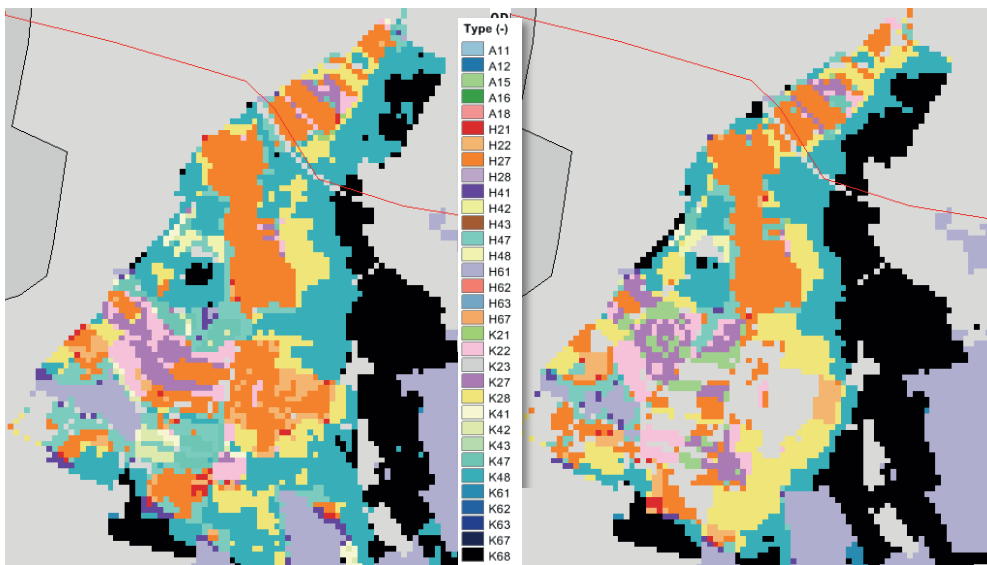 Type (-)
A11
A12
A15
A16
A18
H21
H22
H27
H28
H41
H42
H43
H47
H48
H61
H62
H63
H67
K21
K22
K23
K27
K28
K41
K42
K43
K47
K48
K61
K62
K63
K67
K68